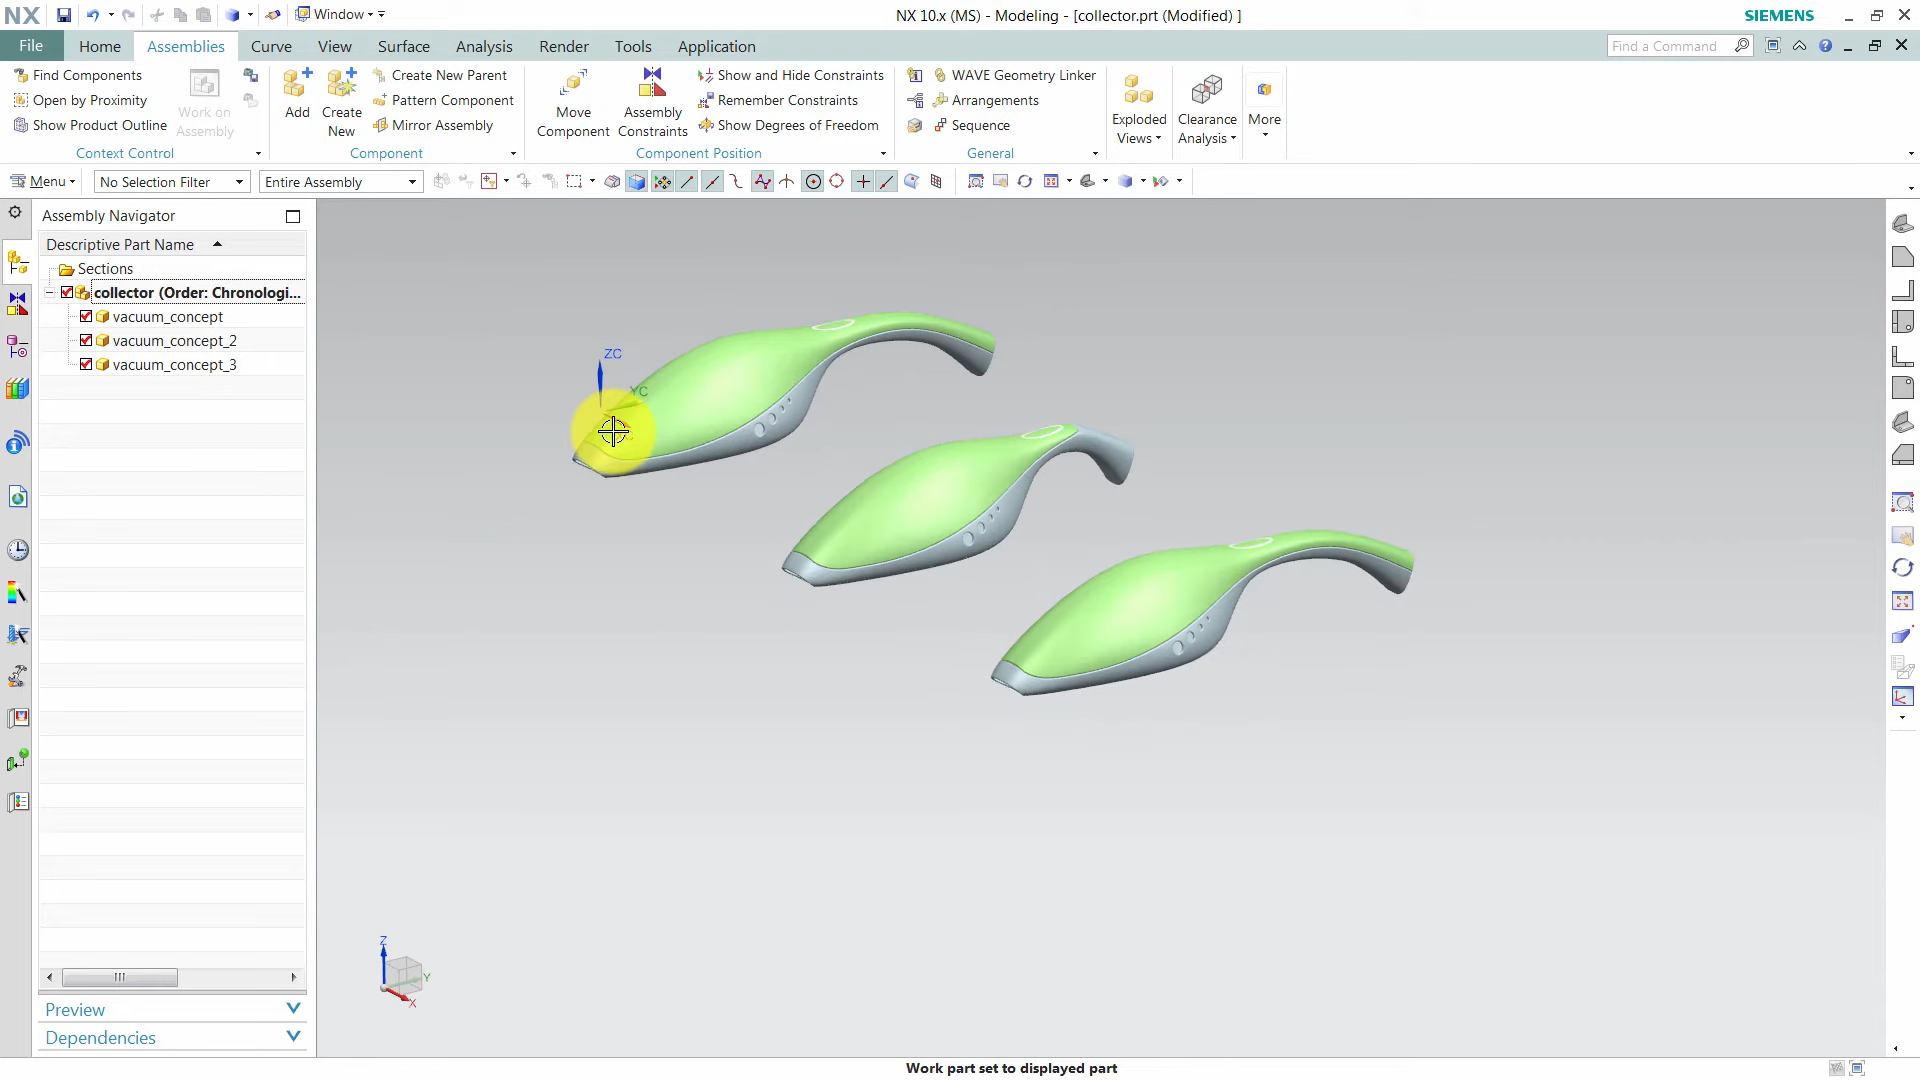 NX
Window
NX 10.x (MS) - Modeling - [collector.prt (Modified) ]
SIEMENS
File
Home
Assemblies
Curve
View
Surface
Analysis
Render
Tools
Application
Find a Command
Find Components
Open by Proximity
Show Product Outline
Work on
Assembly
Context Control
Add
Create
New
Create New Parent
Pattern Component
Mirror Assembly
Component
Move
Component
Assembly
Constraints
Show and Hide Constraints
Remember Constraints
Show Degrees of Freedom
Component Position
WAVE Geometry Linker
Arrangements
Sequence
General
Exploded
Views
Clearance
Analysis
More
Menu
No Selection Filter
Entire Assembly
Assembly Navigator
Descriptive Part Name
Sections
collector (Order: Chronologi...
vacuum_concept
vacuum_concept_2
vacuum_concept_3
ZC
YC
Z
Y
X
Preview
Dependencies
Work part set to displayed part